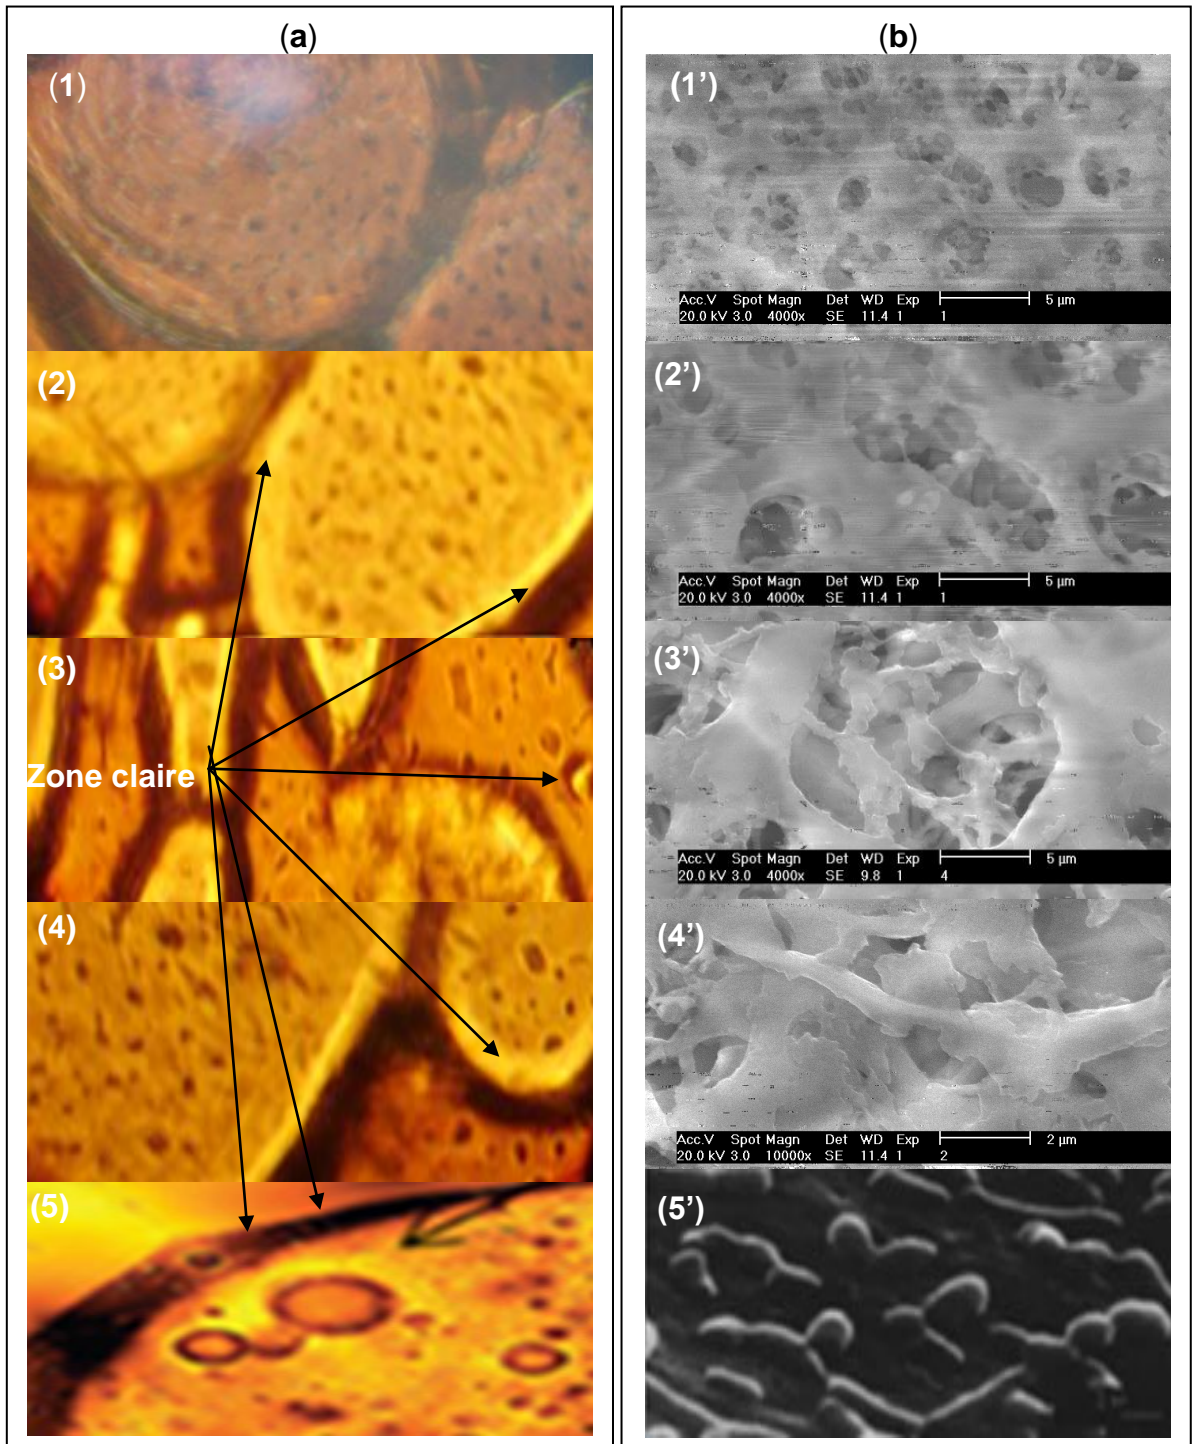 (a)
(1)
(2)
(3)
Zone claire
(4)
(5)
(b)
(1’)
Acc.V Spot Magn Det WD Exp 5 µm
20.0 kV 3.0 4000x SE 11.4 1 1
(2’)
Acc.V Spot Magn Det WD Exp 5 µm
20.0 kV 3.0 4000x SE 11.4 1 1
(3’)
Acc.V Spot Magn Det WD Exp 5 µm
20.0 kV 3.0 4000x SE 9.8 1 4
(4’)
Acc.V Spot Magn Det WD Exp 2 µm
20.0 kV 3.0 10000x SE 11.4 1 2
(5’)